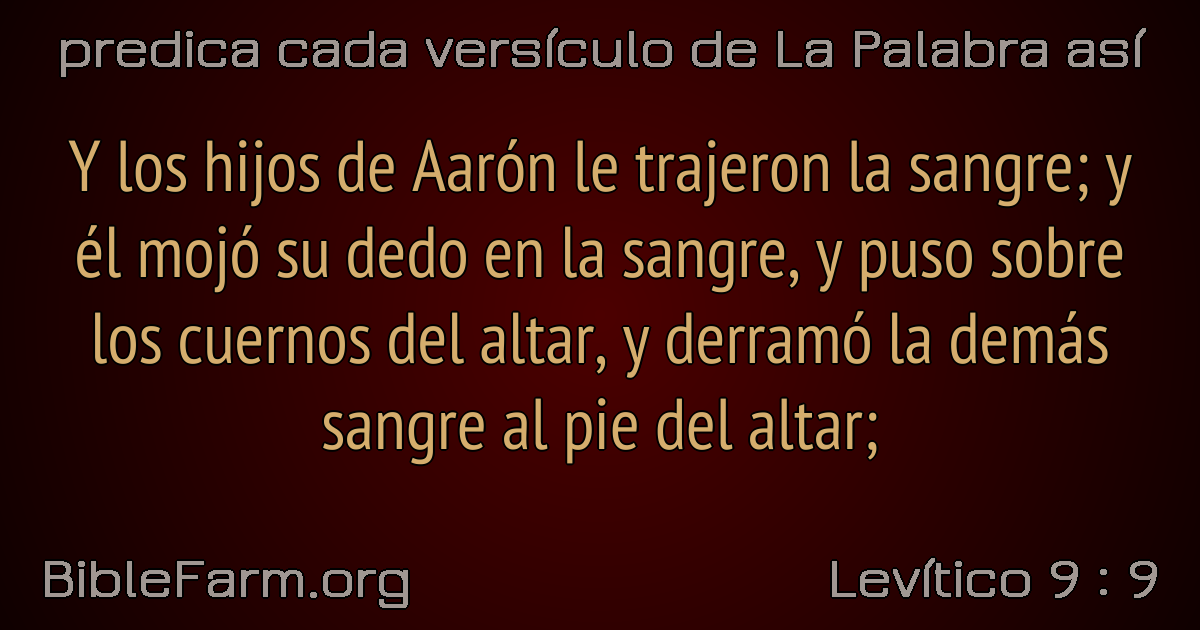 predica cada versículo de La Palabra así
Y los hijos de Aarón le trajeron la sangre; y
él mojó su dedo en la sangre, y puso sobre
los cuernos del altar, y derramó la demás
sangre al pie del altar;
BibleFarm.org
Levítico 9 : 9